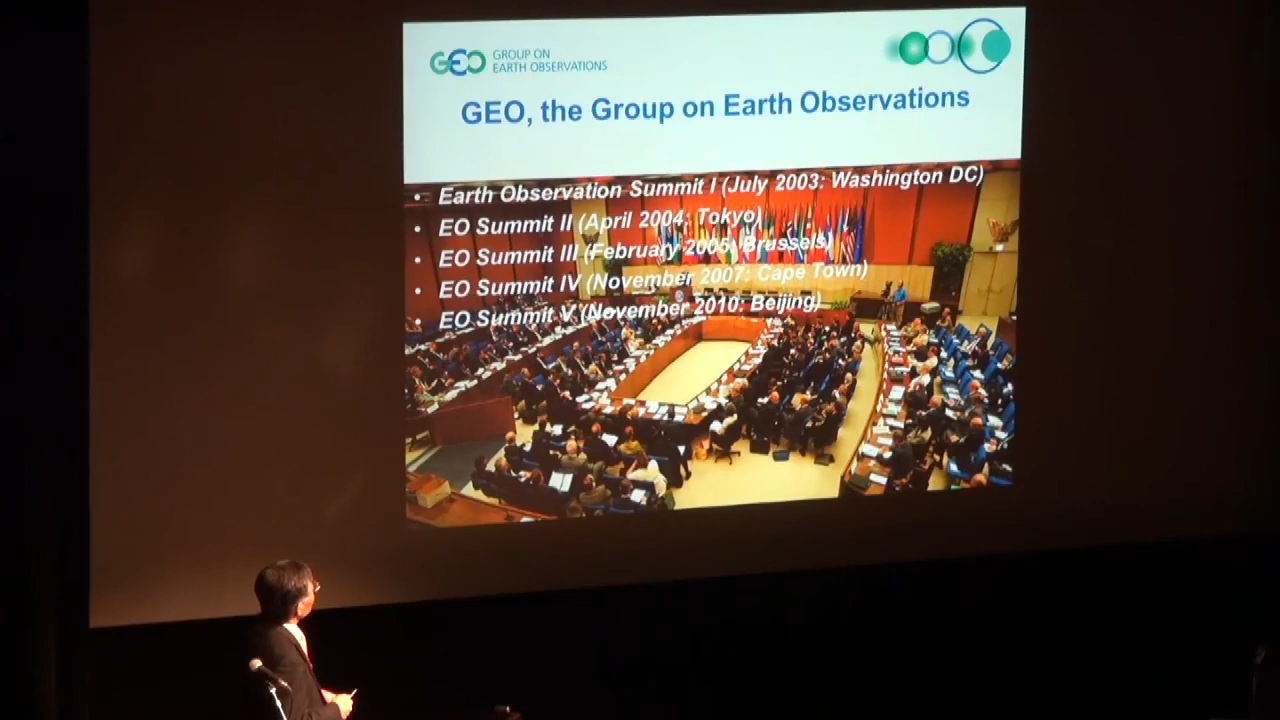 GEO GROUP ON
EARTH OBSERVATIONS
GEO, the Group on Earth Observations
• Earth Observation Summit I (July 2003: Washington DC)
• EO Summit II (April 2004: Tokyo)
• EO Summit III (February 2005: Brussels)
• EO Summit IV (November 2007: Cape Town)
• EO Summit V (November 2010: Beijing)